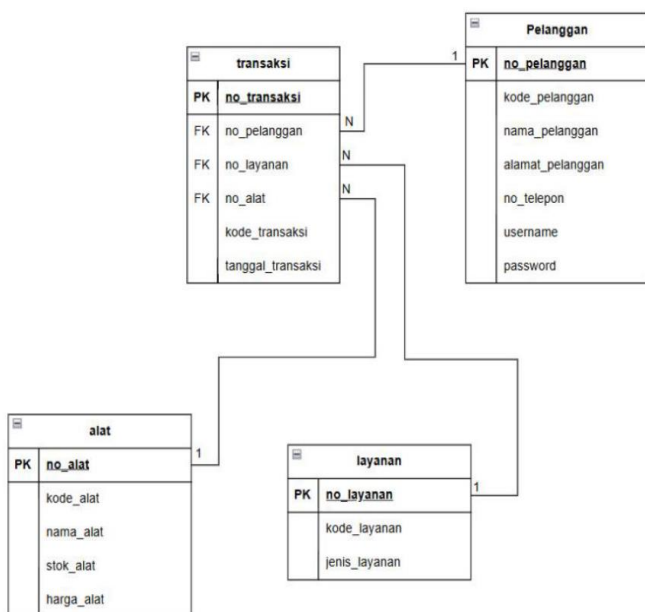 Pelanggan
PK no_pelanggan
kode_pelanggan
nama_pelanggan
alamat_pelanggan
no_telepon
username
password
1
transaksi
PK no_transaksi
FK no_pelanggan N
FK no_layanan N
FK no_alat N
kode_transaksi
tanggal_transaksi
alat
PK no_alat 1
kode_alat
nama_alat
stok_alat
harga_alat
layanan
PK no_layanan 1
kode_layanan
jenis_layanan